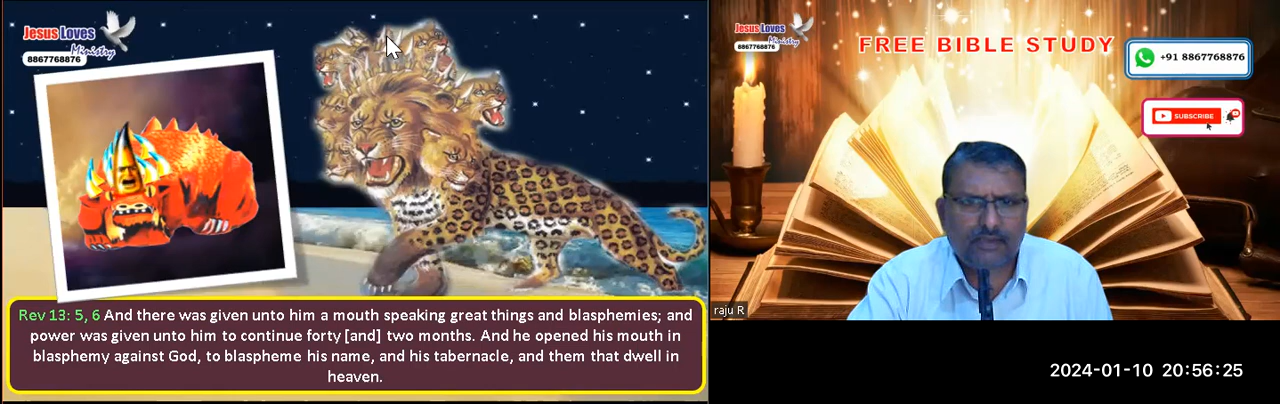 Jesus Loves
Ministry
8867768876
Rev 13: 5, 6 And there was given unto him a mouth speaking great things and blasphemies; and
power was given unto him to continue forty [and] two months. And he opened his mouth in
blasphemy against God, to blaspheme his name, and his tabernacle, and them that dwell in
heaven.
Jesus Loves
Ministry
8867768876
FREE BIBLE STUDY
+91 8867768876
SUBSCRIBE
raju R
2024-01-10 20:56:25